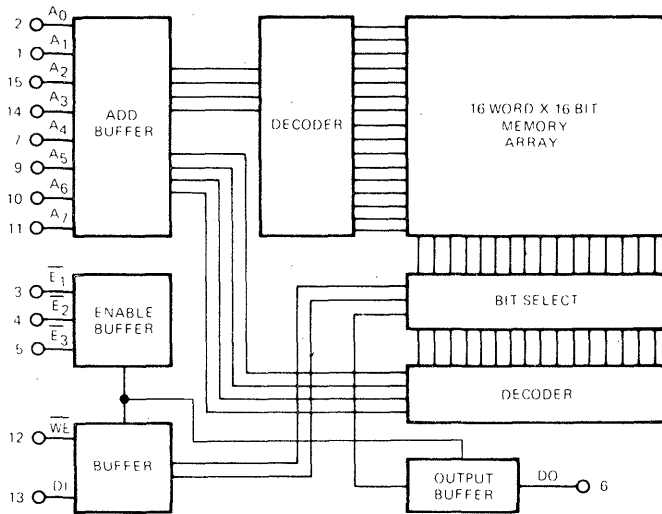 2 A0
1 A1
15 A2
14 A3
7 A4
9 A5
10 A6
11 A7
ADD
BUFFER
DECODER
16 WORD X 16 BIT
MEMORY
ARRAY
3 E1
4 E2
5 E3
ENABLE
BUFFER
BIT SELECT
DECODER
12 WE
13 DI
BUFFER
OUTPUT
BUFFER
DO 6